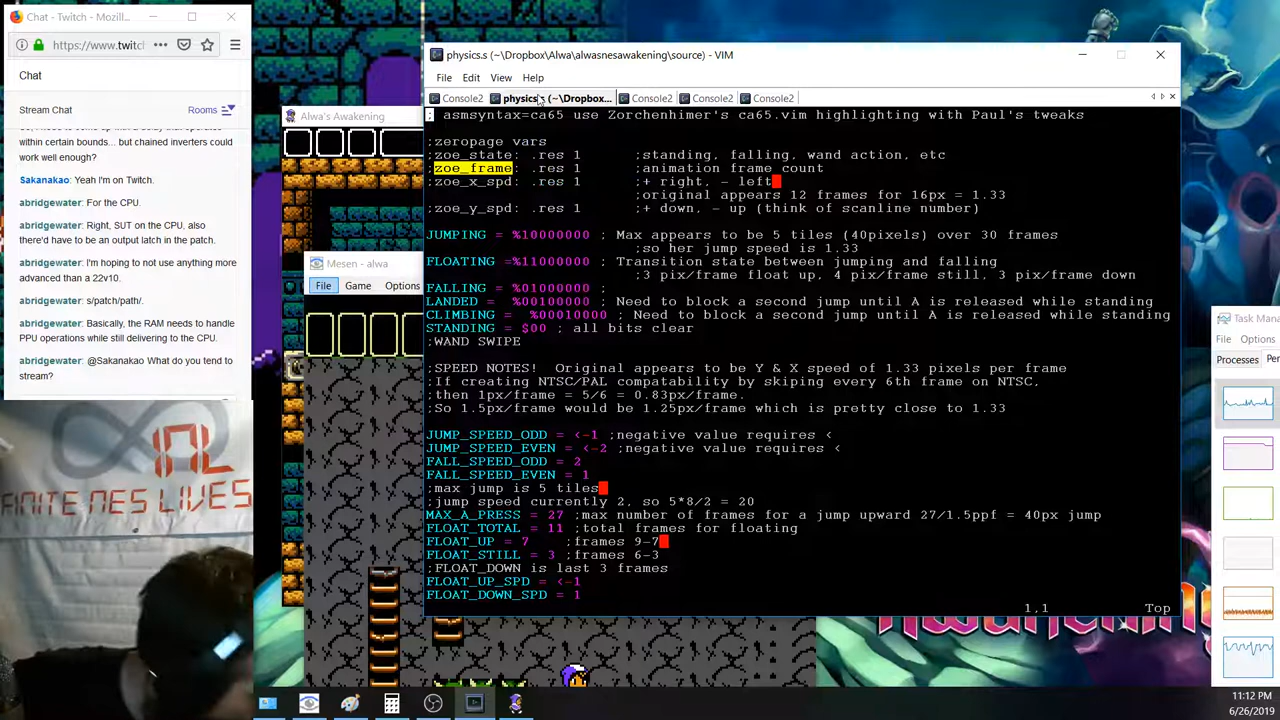 Chat - Twitch - Mozill...
https://www.twitch
Chat
Stream Chat
Rooms
within certain bounds... but chained inverters could
work well enough?
Sakanakao: Yeah I'm on Twitch.
abridgewater: For the CPU.
abridgewater: Right, SUT on the CPU, also
there'd have to be an output latch in the patch.
abridgewater: I'm hoping to not use anything more
advanced than a 22v10.
abridgewater: s/patch/path/.
abridgewater: Basically, the RAM needs to handle
PPU operations while still delivering to the CPU.
abridgewater: @Sakanakao What do you tend to
stream?
INL
FINITE NES LIVES
Alwa's Awakening
Mesen - alwa
File Game Options
physics.s (~\Dropbox\Alwa\alwasnesawakening\source) - VIM
File Edit View Help
Console2 physics.s (~\Dropbox... Console2 Console2 Console2
; asmsyntax=ca65 use Zorchenhimer's ca65.vim highlighting with Paul's tweaks
;zeropage vars
;zoe_state: .res 1 ;standing, falling, wand action, etc
;zoe_frame: .res 1 ;animation frame count
;zoe_x_spd: .res 1 ;+ right, - left
;original appears 12 frames for 16px = 1.33
;zoe_y_spd: .res 1 ;+ down, - up (think of scanline number)
JUMPING = %10000000 ; Max appears to be 5 tiles (40pixels) over 30 frames
;so her jump speed is 1.33
FLOATING =%11000000 ; Transition state between jumping and falling
;3 pix/frame float up, 4 pix/frame still, 3 pix/frame down
FALLING = %01000000 ;
LANDED = %00100000 ; Need to block a second jump until A is released while standing
CLIMBING = %00010000 ; Need to block a second jump until A is released while standing
STANDING = $00 ; all bits clear
;WAND SWIPE
;SPEED NOTES! Original appears to be Y & X speed of 1.33 pixels per frame
;If creating NTSC/PAL compatability by skiping every 6th frame on NTSC,
;then 1px/frame = 5/6 = 0.83px/frame.
;So 1.5px/frame would be 1.25px/frame which is pretty close to 1.33
JUMP_SPEED_ODD = <-1 ;negative value requires <
JUMP_SPEED_EVEN = <-2 ;negative value requires <
FALL_SPEED_ODD = 2
FALL_SPEED_EVEN = 1
;max jump is 5 tiles
;jump speed currently 2, so 5*8/2 = 20
MAX_A_PRESS = 27 ;max number of frames for a jump upward 27/1.5ppf = 40px jump
FLOAT_TOTAL = 11 ;total frames for floating
FLOAT_UP = 7 ;frames 9-7
FLOAT_STILL = 3 ;frames 6-3
;FLOAT_DOWN is last 3 frames
FLOAT_UP_SPD = <-1
FLOAT_DOWN_SPD = 1
1,1 Top
Task Mana
File Options
Processes Per
11:12 PM
6/26/2019